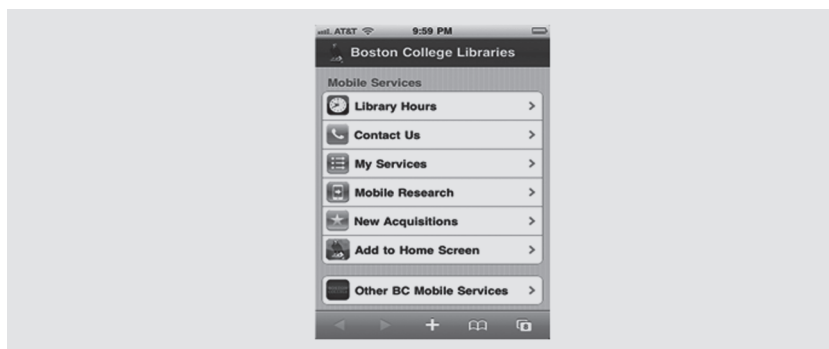 AT&T 9:59 PM
Boston College Libraries
Mobile Services
Library Hours >
Contact Us >
My Services >
Mobile Research >
New Acquisitions >
Add to Home Screen >
Other BC Mobile Services >